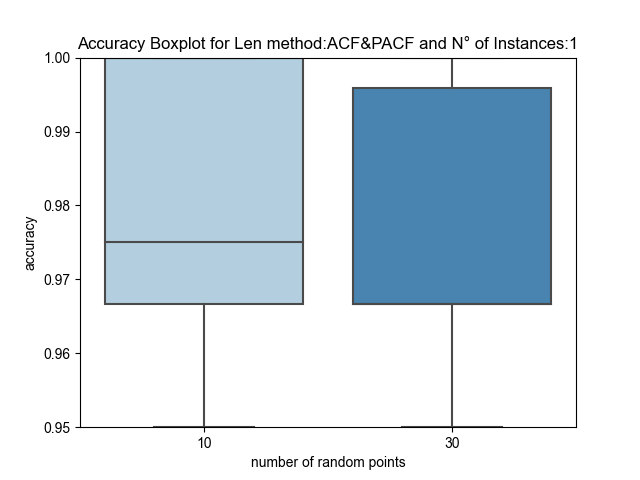 Accuracy Boxplot for Len method:ACF&PACF and N° of Instances:1
1.00
0.99
0.98
0.97
0.96
0.95
accuracy
10 30
number of random points